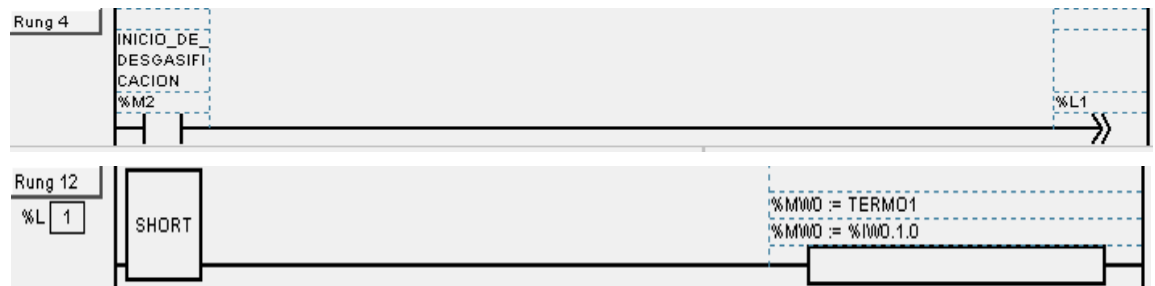 Rung 4
INICIO_DE_
DESGASIFI
CACION
%M2
%L1
Rung 12
%L 1
SHORT
%MW0 := TERMO1
%MW0 := %IW0.1.0